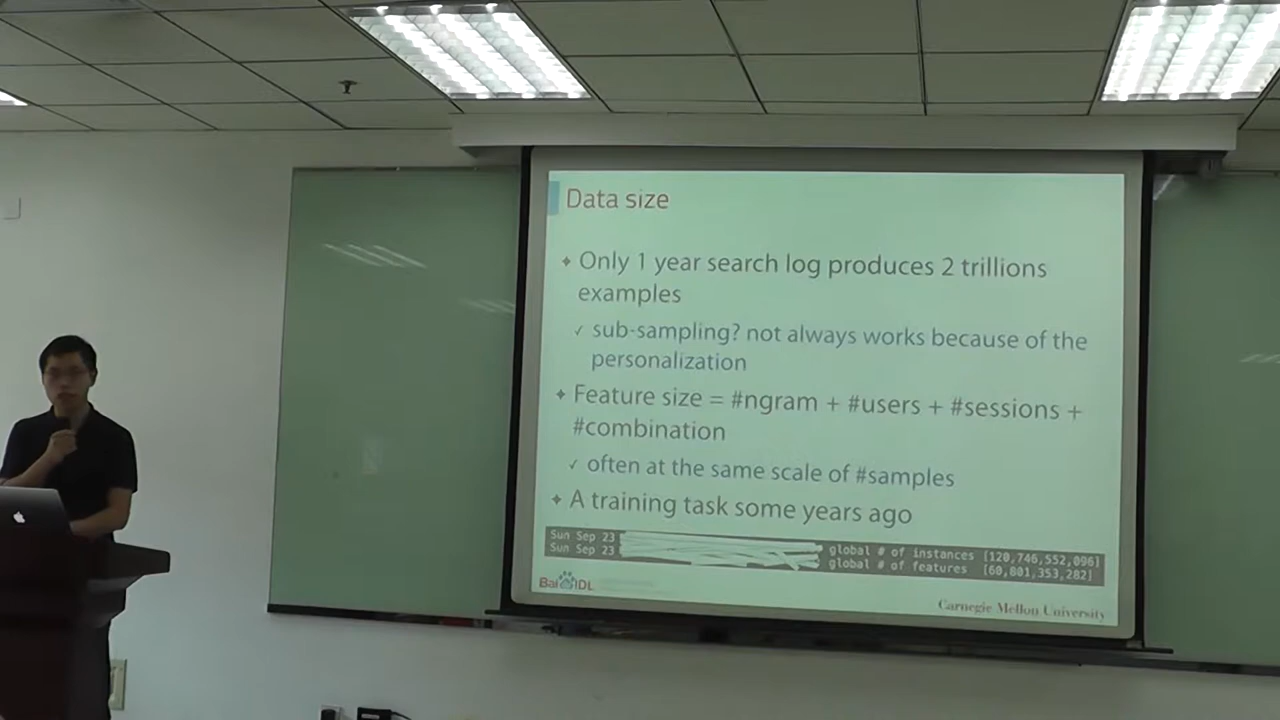 Data size
Only 1 year search log produces 2 trillions
examples
sub-sampling? not always works because of the
personalization
Feature size = #ngram + #users + #sessions +
#combination
often at the same scale of #samples
A training task some years ago
Sun Sep 23 global # of instances [120,746,552,096]
Sun Sep 23 global # of features [60,801,353,282]
Bai IDL
Carnegie Mellon University